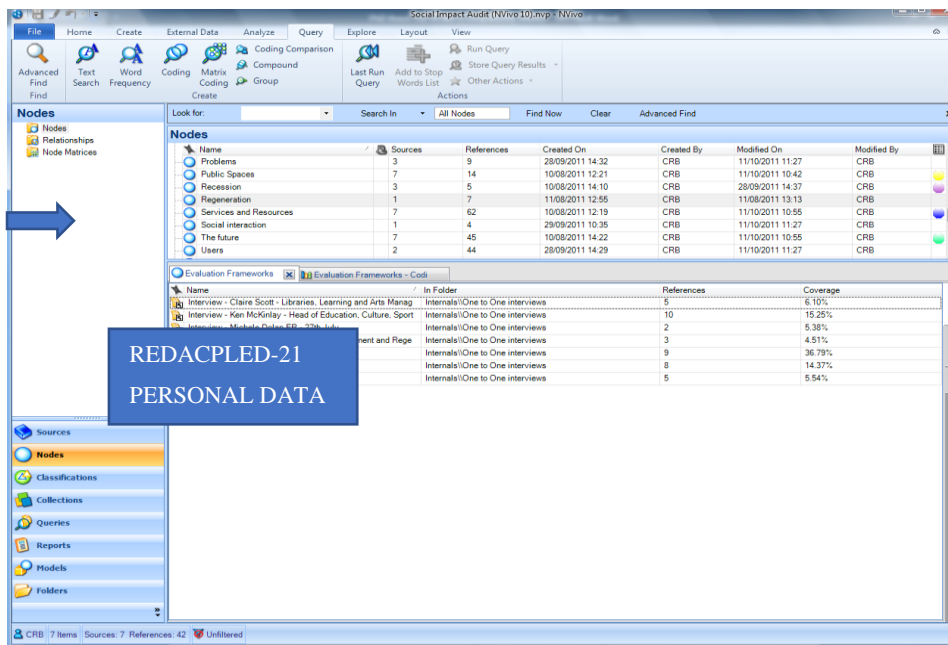 Social Impact Audit (NVivo 10).nvp - NVivo
File Home Create External Data Analyze Query Explore Layout View
Advanced Find
Text Search
Word Frequency
Coding
Matrix Coding
Coding Comparison
Compound
Group
Last Run Query
Add to Stop Words List
Run Query
Store Query Results
Other Actions
Find Create Actions
Nodes
Nodes
Relationships
Node Matrices
Look for: Search In All Nodes Find Now Clear Advanced Find
Nodes
Name Sources References Created On Created By Modified On Modified By
Problems 3 9 28/09/2011 14:32 CRB 11/10/2011 11:27 CRB
Public Spaces 7 14 10/08/2011 12:21 CRB 11/10/2011 10:42 CRB
Recession 3 5 10/08/2011 14:10 CRB 28/09/2011 14:37 CRB
Regeneration 1 7 11/08/2011 12:55 CRB 11/08/2011 13:13 CRB
Services and Resources 7 62 10/08/2011 12:19 CRB 11/10/2011 10:55 CRB
Social interaction 1 4 29/09/2011 10:35 CRB 11/10/2011 11:27 CRB
The future 7 45 10/08/2011 14:22 CRB 11/10/2011 10:55 CRB
Users 2 44 28/09/2011 14:29 CRB 11/10/2011 11:27 CRB
Evaluation Frameworks Evaluation Frameworks - Codi
Name In Folder References Coverage
Interview - Claire Scott - Libraries, Learning and Arts Manag Internals\\One to One interviews 5 6.10%
Interview - Ken McKinlay - Head of Education, Culture, Sport Internals\\One to One interviews 10 15.25%
Internals\\One to One interviews 2 5.38%
ment and Rege Internals\\One to One interviews 3 4.51%
Internals\\One to One interviews 9 36.79%
Internals\\One to One interviews 8 14.37%
Internals\\One to One interviews 5 5.54%
REDACPLED-21
PERSONAL DATA
Sources
Nodes
Classifications
Collections
Queries
Reports
Models
Folders
CRB 7 Items Sources: 7 References: 42 Unfiltered